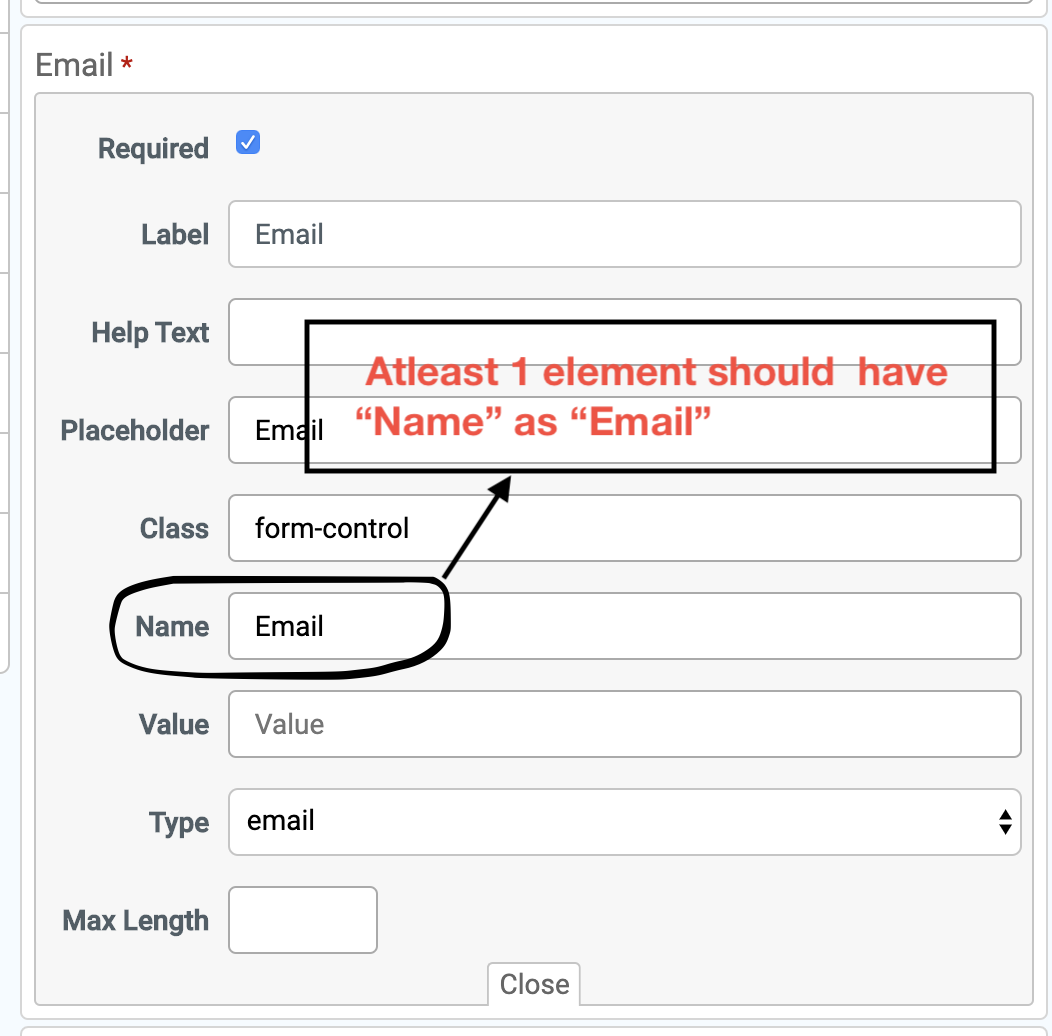 Email *
Required
Label Email
Help Text
Atleast 1 element should have
Placeholder Email
“Name” as “Email”
Class form-control
Name Email
Value Value
Type email
Max Length
Close